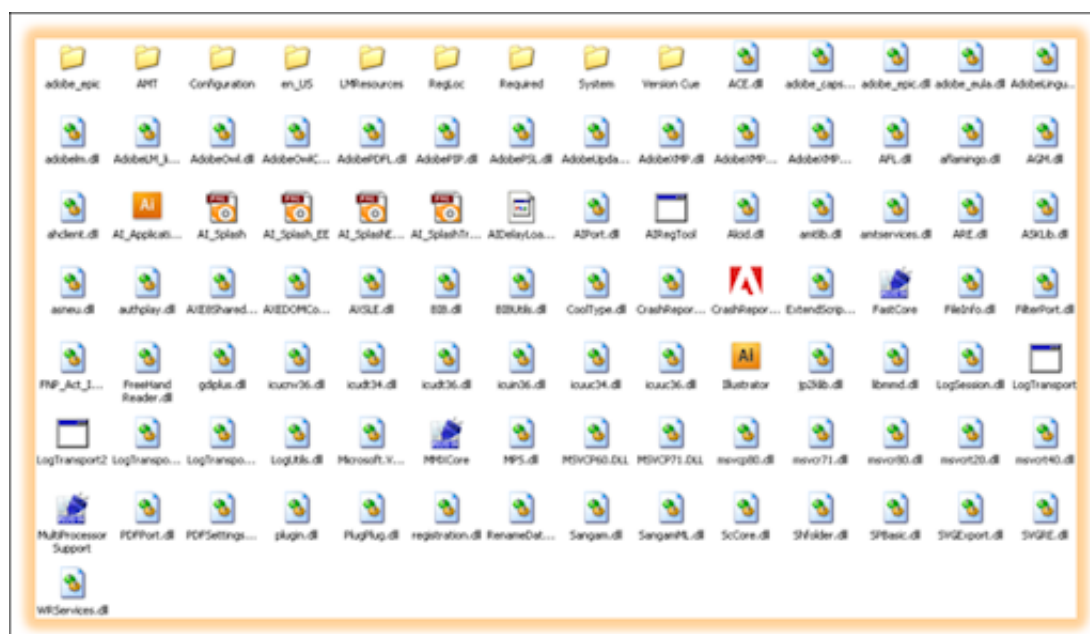 adobe_epic AMT Configuration en_US LMResources RegLoc Required System Version Cue ACE.dll adobe_caps... adobe_epic.dll adobe_eula.dll AdobeLingu...
adobelm.dll AdobeLM_li... AdobeOwl.dll AdobeOwlC... AdobePDFL.dll AdobePIP.dll AdobePSL.dll AdobeUpda... AdobeXMP.dll AdobeXMP... AdobeXMP... AFL.dll aflamingo.dll AGM.dll
Ai
ahclient.dll AI_Applicati... AI_Splash AI_Splash_EE AI_SplashE... AI_SplashTr... AIDelayLoa... AIPort.dll AIRegTool Alcid.dll amtlib.dll amtservices.dll ARE.dll ASKLib.dll
asneu.dll authplay.dll AXE8Shared... AXEDOMCo... AXSLE.dll BIB.dll BIBUtils.dll CoolType.dll CrashRepor... CrashRepor... ExtendScrip... FastCore FileInfo.dll FilterPort.dll
Ai
FNP_Act_I... FreeHand gdiplus.dll icucnv36.dll icudt34.dll icudt36.dll icuin36.dll icuuc34.dll icuuc36.dll Illustrator jp2klib.dll libmmd.dll LogSession.dll LogTransport
Reader.dll
LogTransport2 LogTranspo... LogTranspo... LogUtils.dll Microsoft.V... MMXCore MPS.dll MSVCP60.DLL MSVCP71.DLL msvcp80.dll msvcr71.dll msvcr80.dll msvcrt20.dll msvcrt40.dll
MultiProcessor PDFPort.dll PDFSettings... plugin.dll PlugPlug.dll registration.dll RenameDat... Sangam.dll SangamML.dll ScCore.dll Shfolder.dll SPBasic.dll SVGExport.dll SVGRE.dll
Support
WRServices.dll